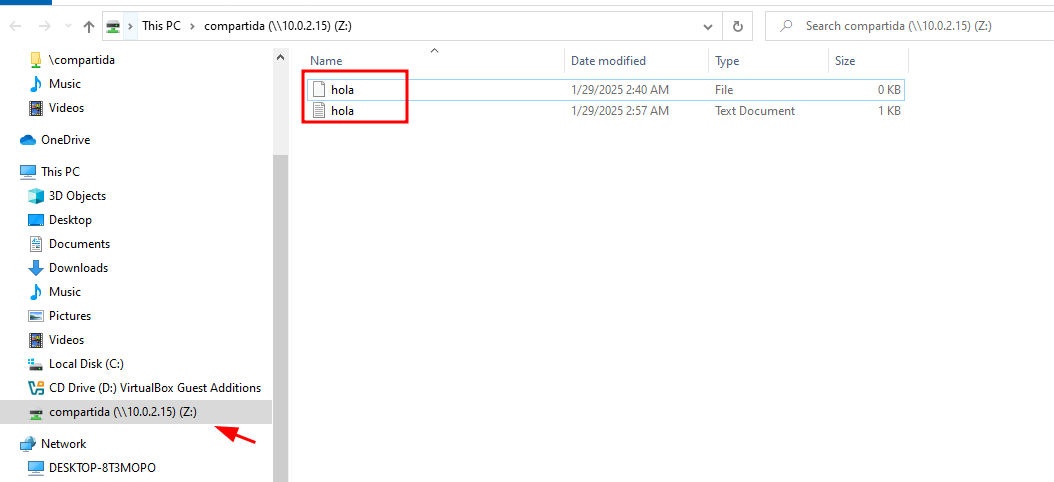 This PC > compartida (\\10.0.2.15) (Z:)
Search compartida (\\10.0.2.15) (Z:)
\compartida
Music
Videos
OneDrive
This PC
3D Objects
Desktop
Documents
Downloads
Music
Pictures
Videos
Local Disk (C:)
CD Drive (D:) VirtualBox Guest Additions
compartida (\\10.0.2.15) (Z:)
Network
DESKTOP-8T3MOPO
Name Date modified Type Size
hola 1/29/2025 2:40 AM File 0 KB
hola 1/29/2025 2:57 AM Text Document 1 KB